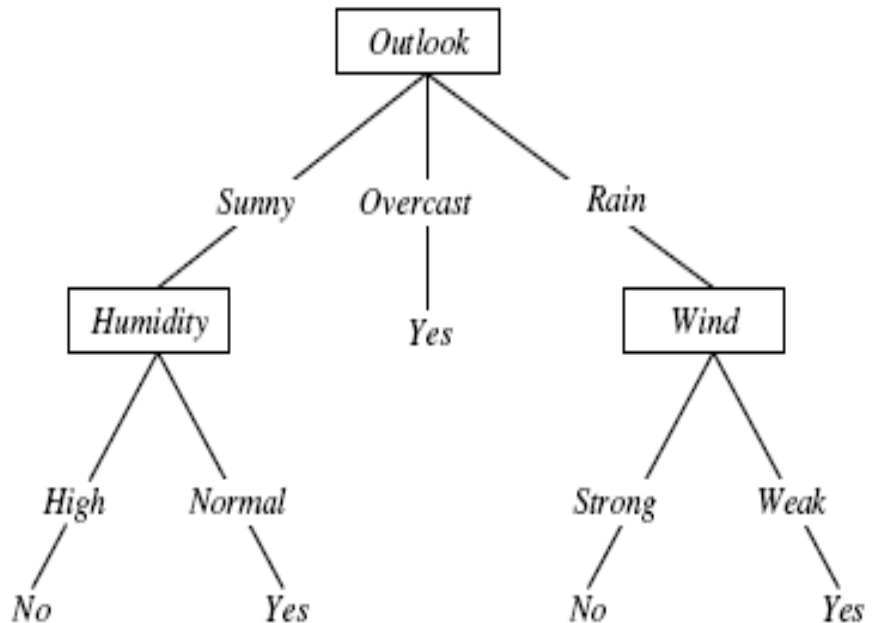 Outlook
Sunny Overcast Rain
Humidity Yes Wind
High Normal Strong Weak
No Yes No Yes